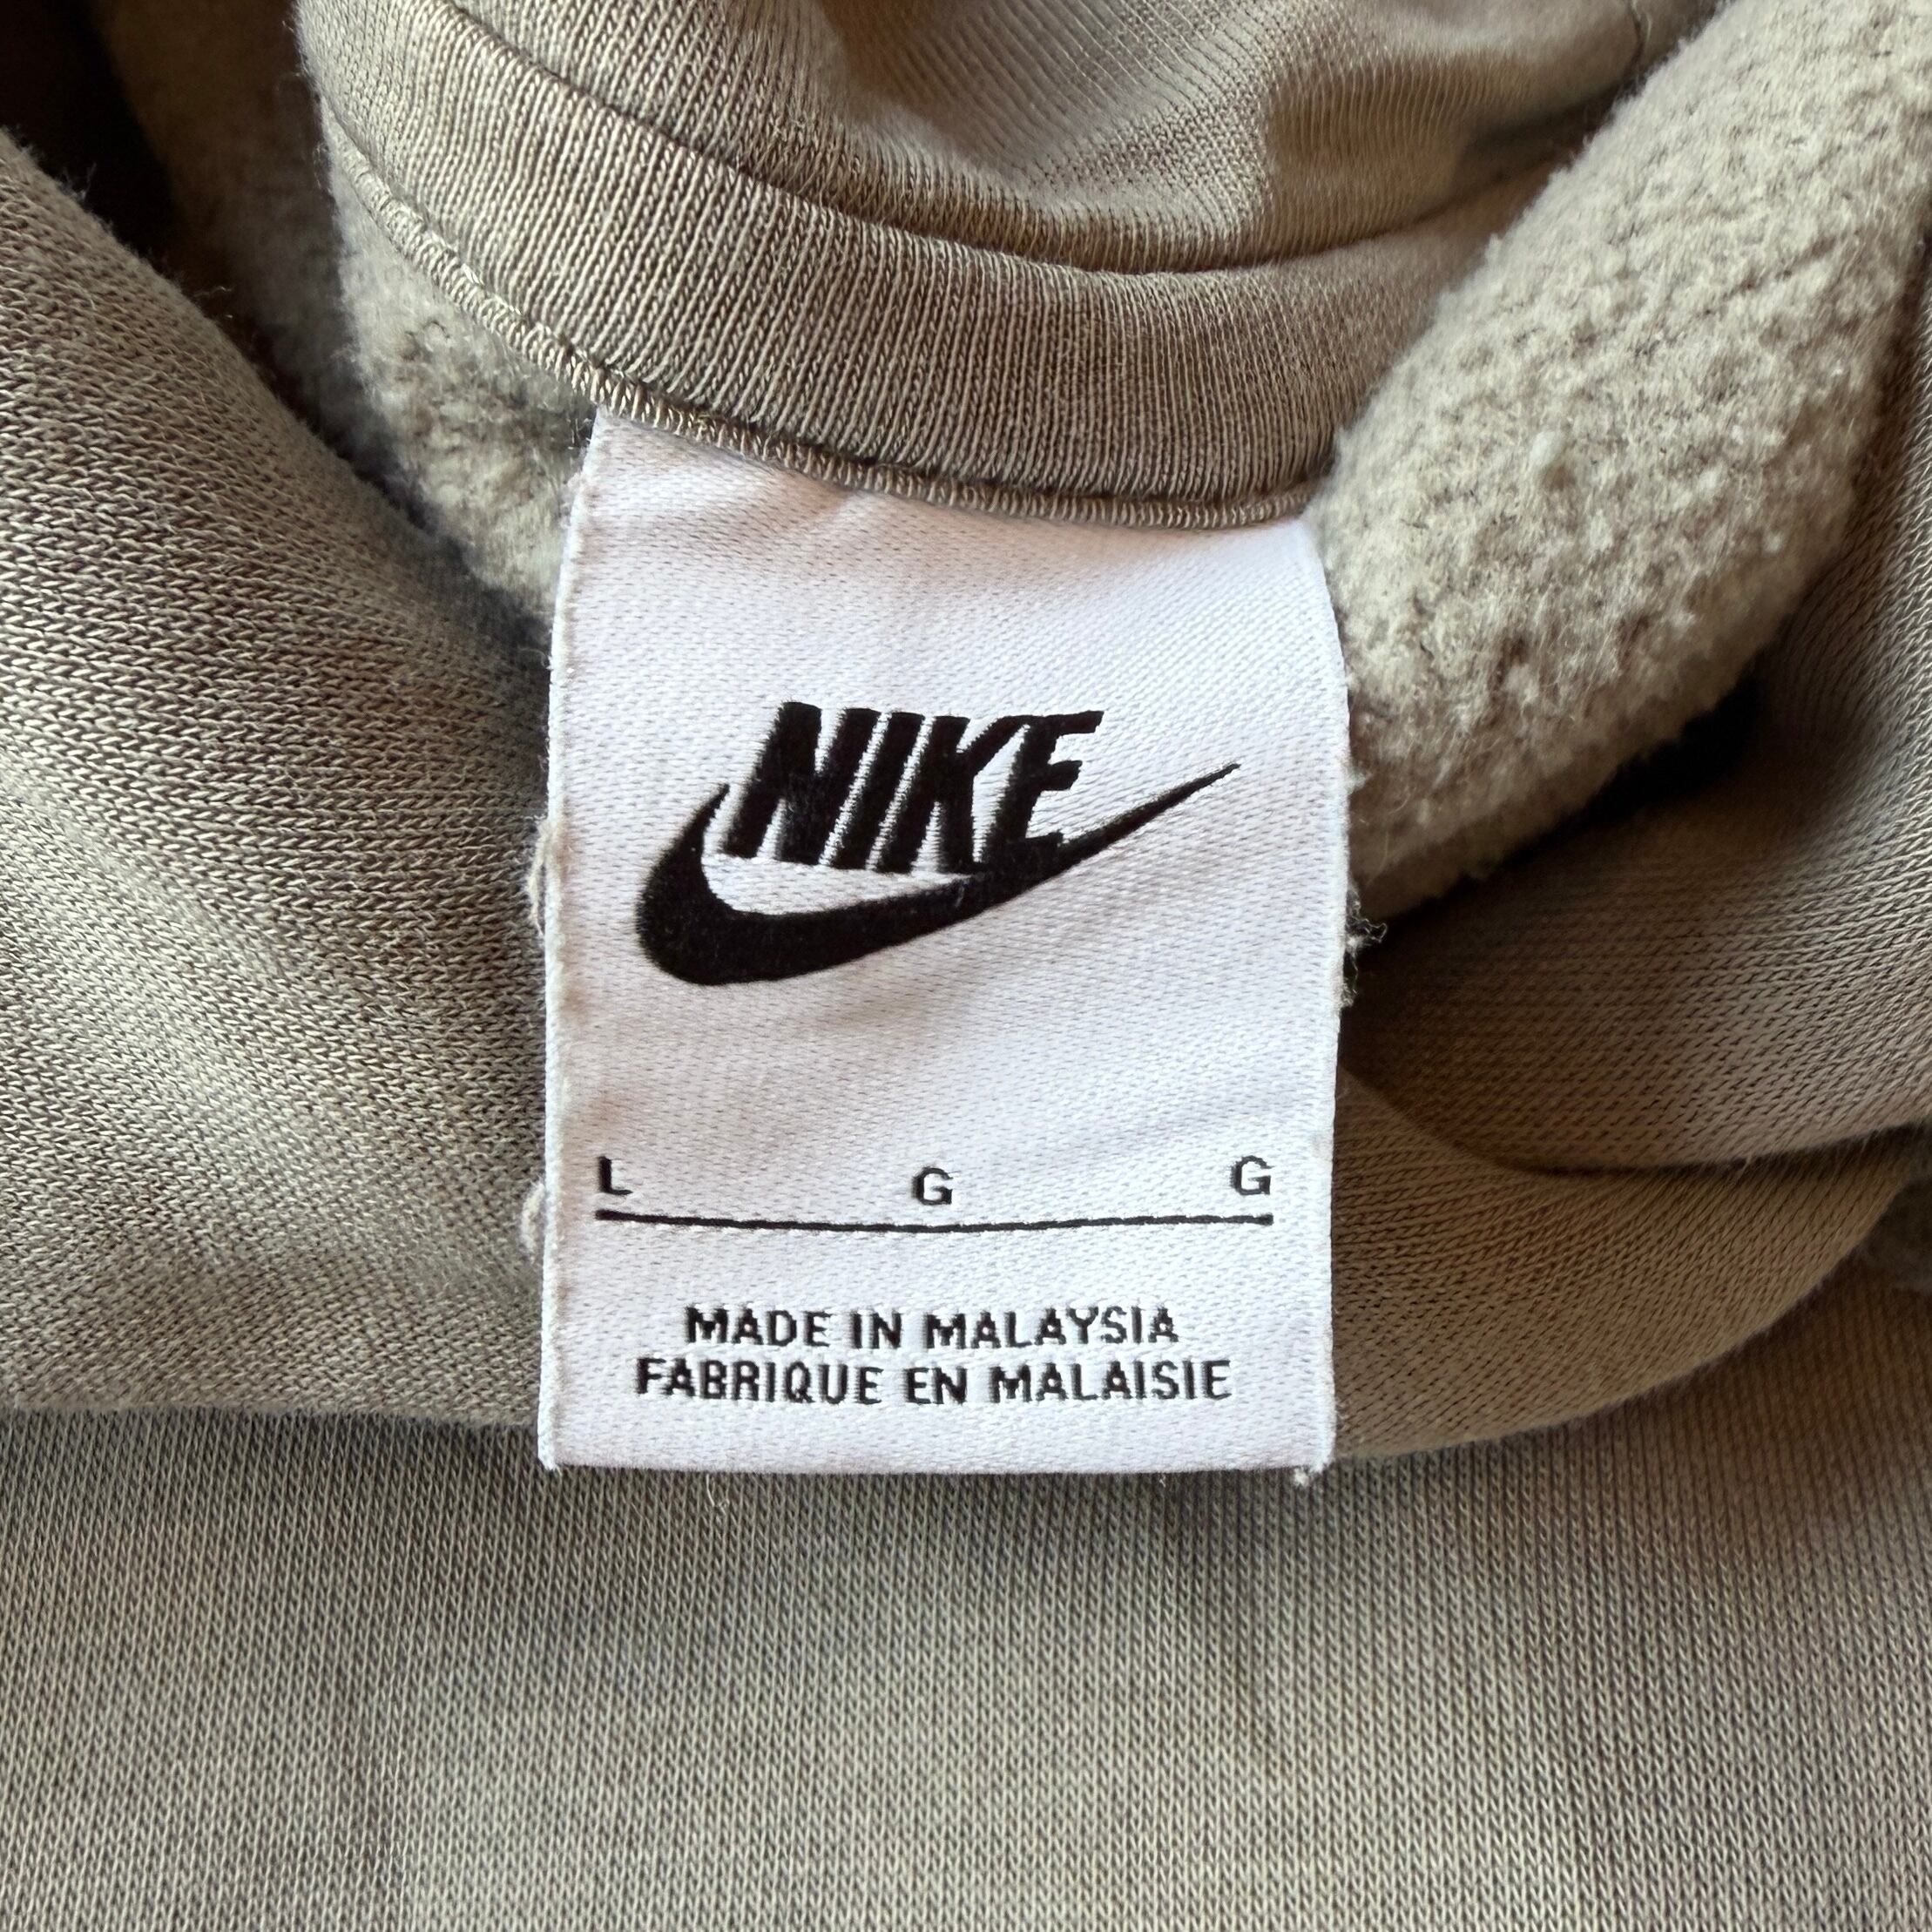 NIKE
L G G
MADE IN MALAYSIA
FABRIQUE EN MALAISIE